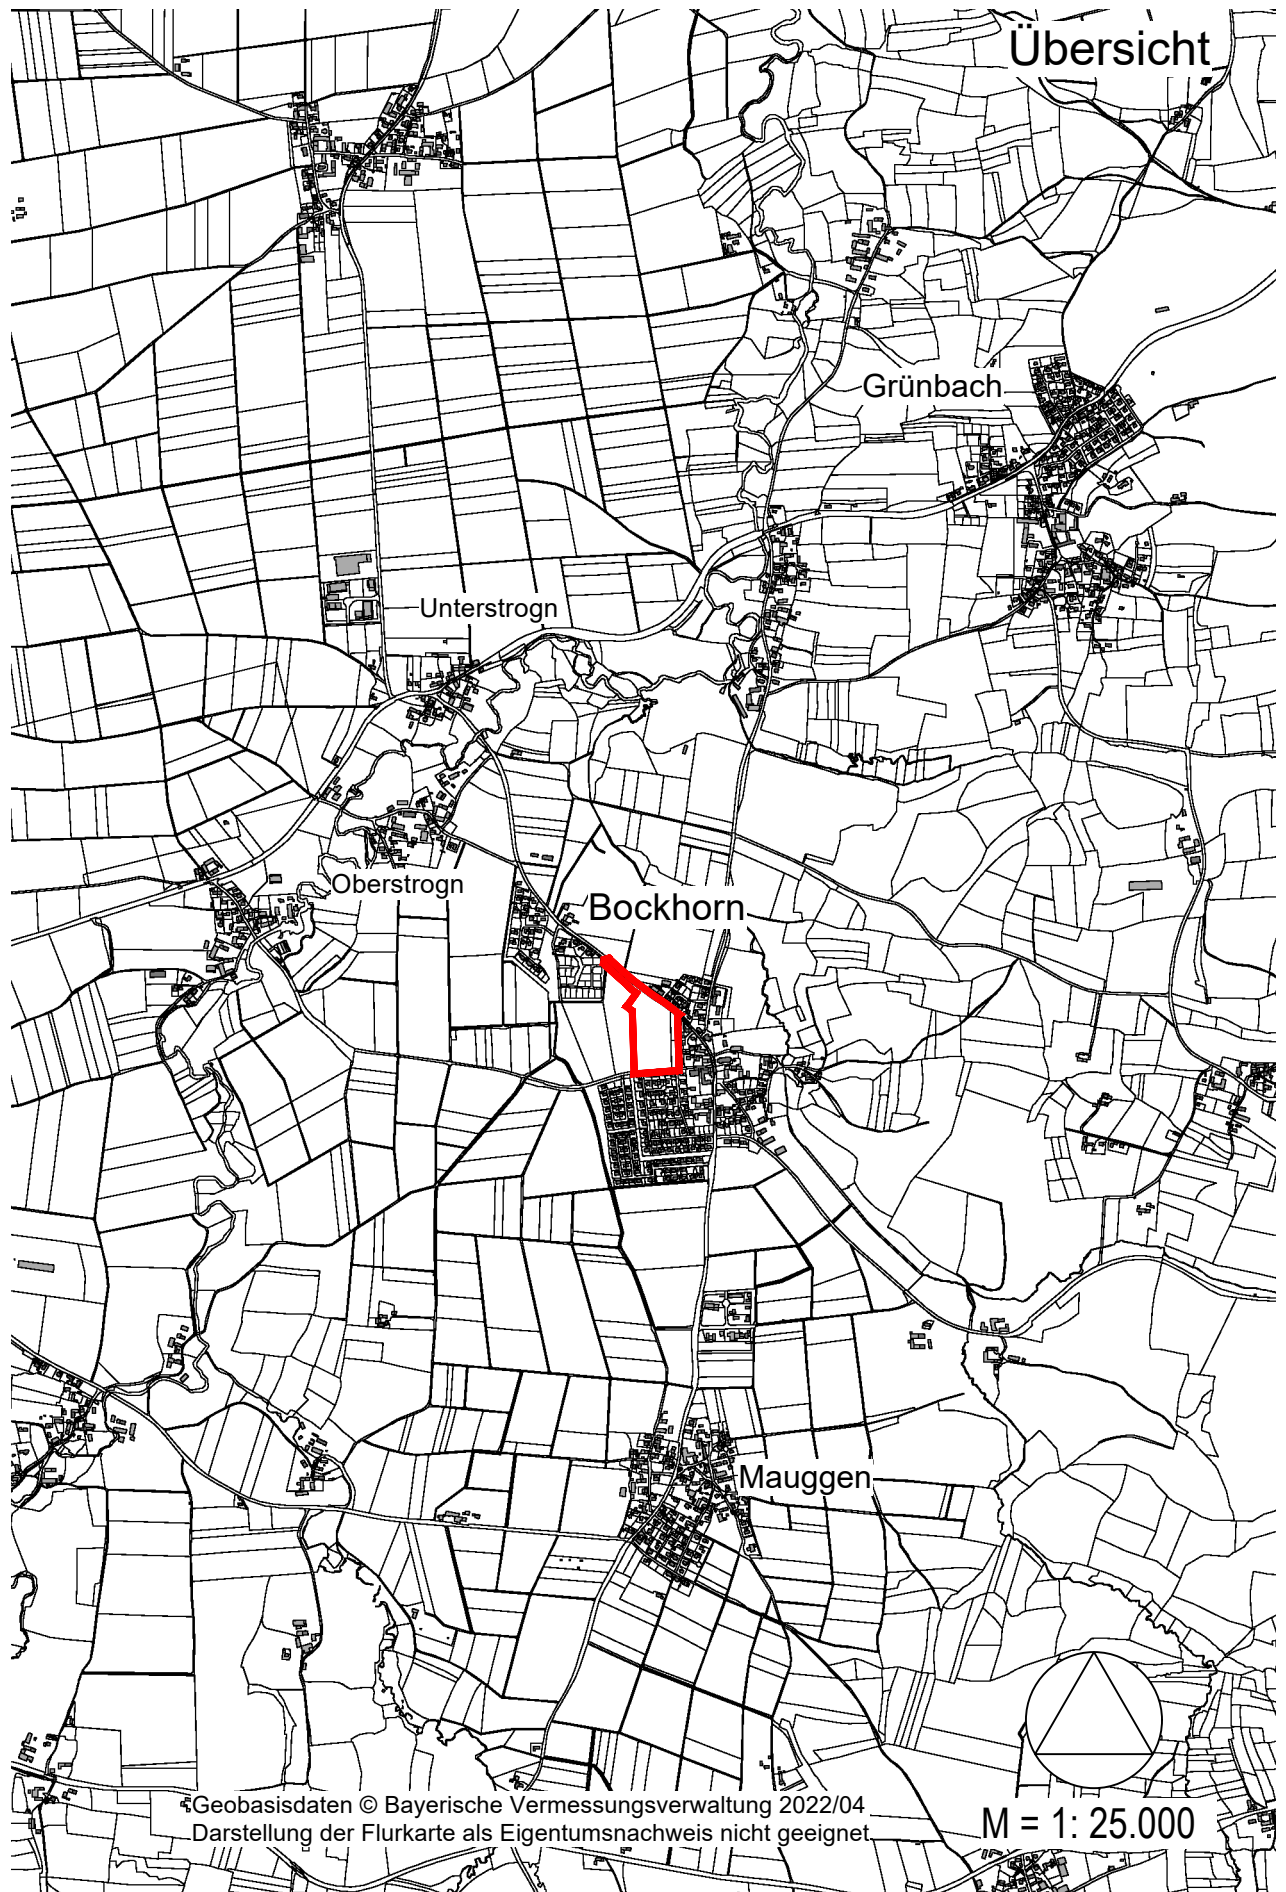 Übersicht
Grünbach
Unterstrogn
Oberstrogn
Bockhorn
Mauggen
Geobasisdaten © Bayerische Vermessungsverwaltung 2022/04
Darstellung der Flurkarte als Eigentumsnachweis nicht geeignet
M = 1: 25.000